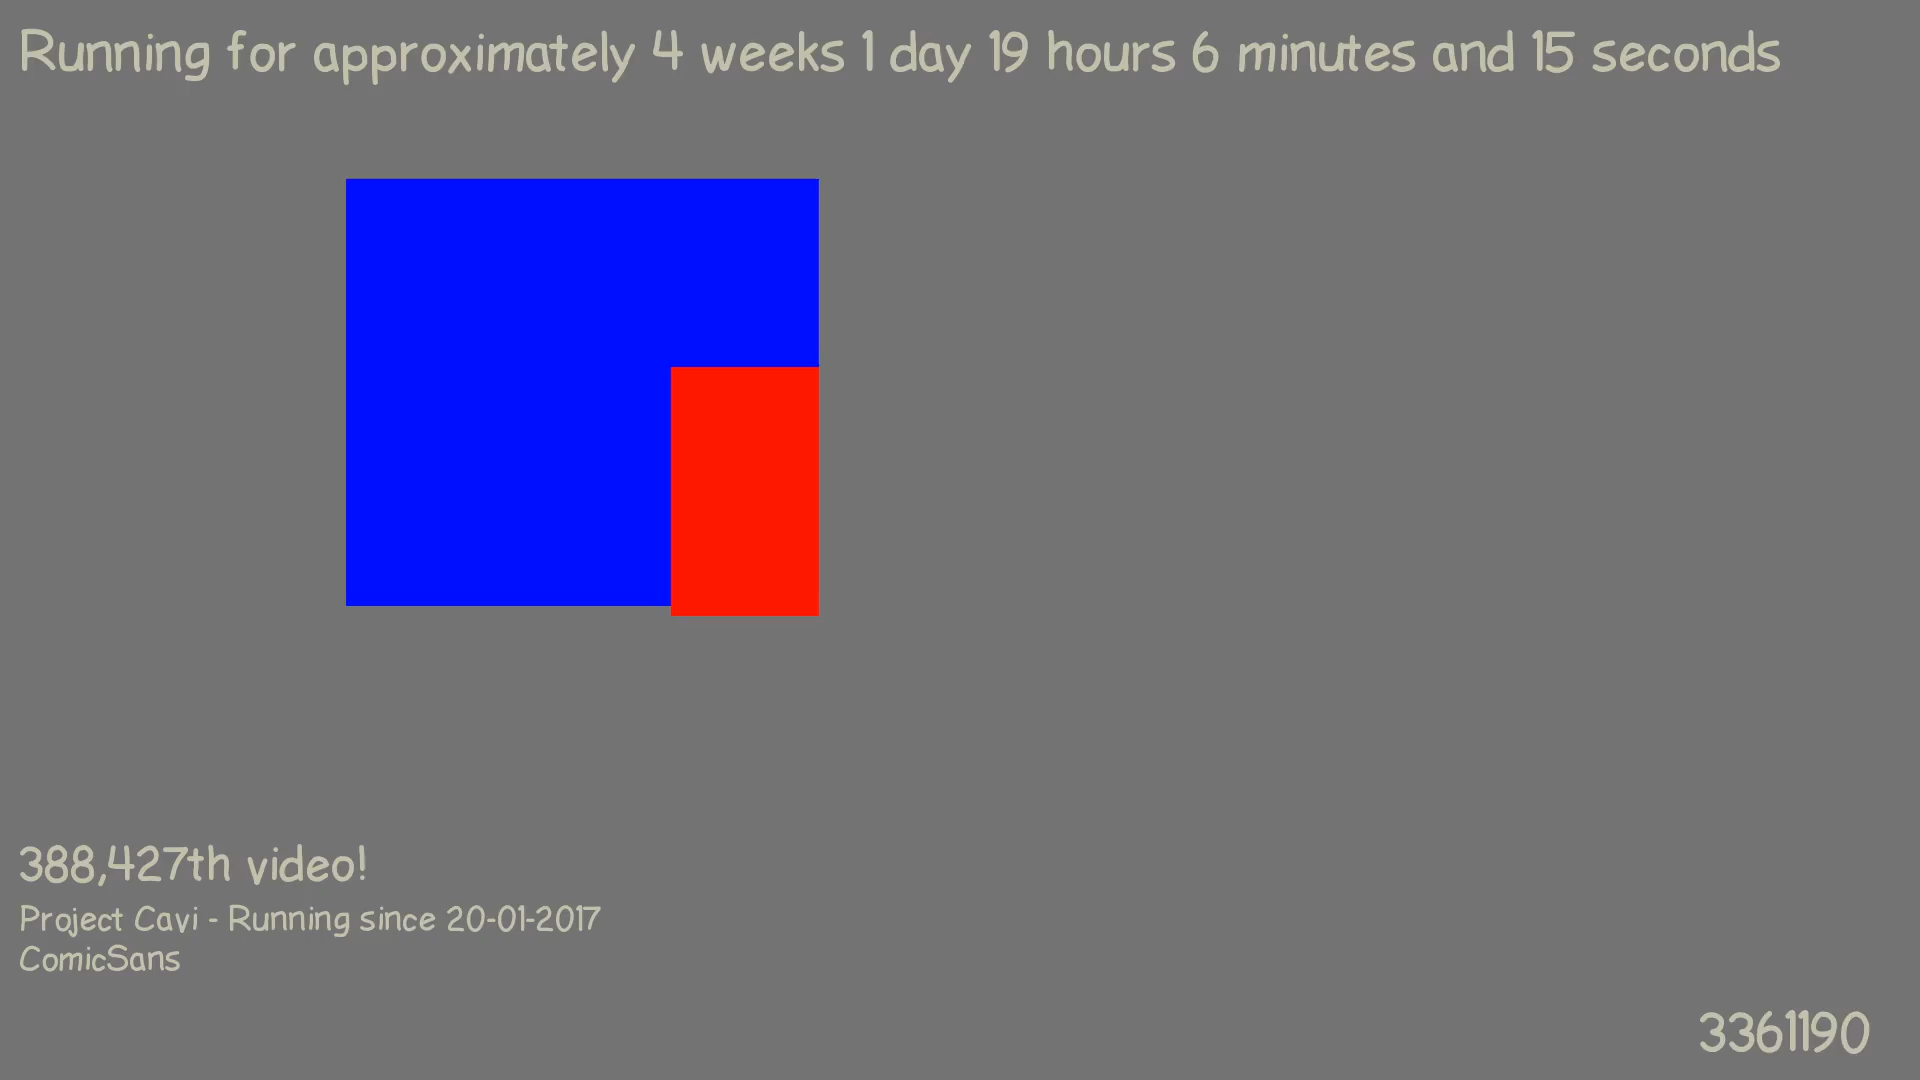 Running for approximately 4 weeks 1 day 19 hours 6 minutes and 15 seconds
388,427th video!
Project Cavi - Running since 20-01-2017
ComicSans
3361190